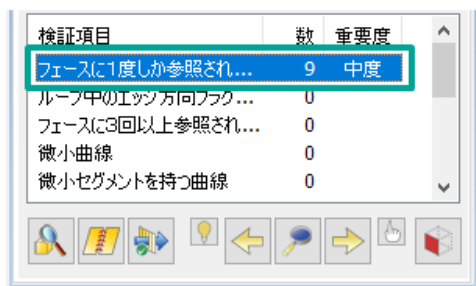 検証項目 数 重要度
フェースに1度しか参照され... 9 中度
ループ中のエッジ方向フラグ... 0
フェースに3回以上参照され... 0
微小曲線 0
微小セグメントを持つ曲線 0